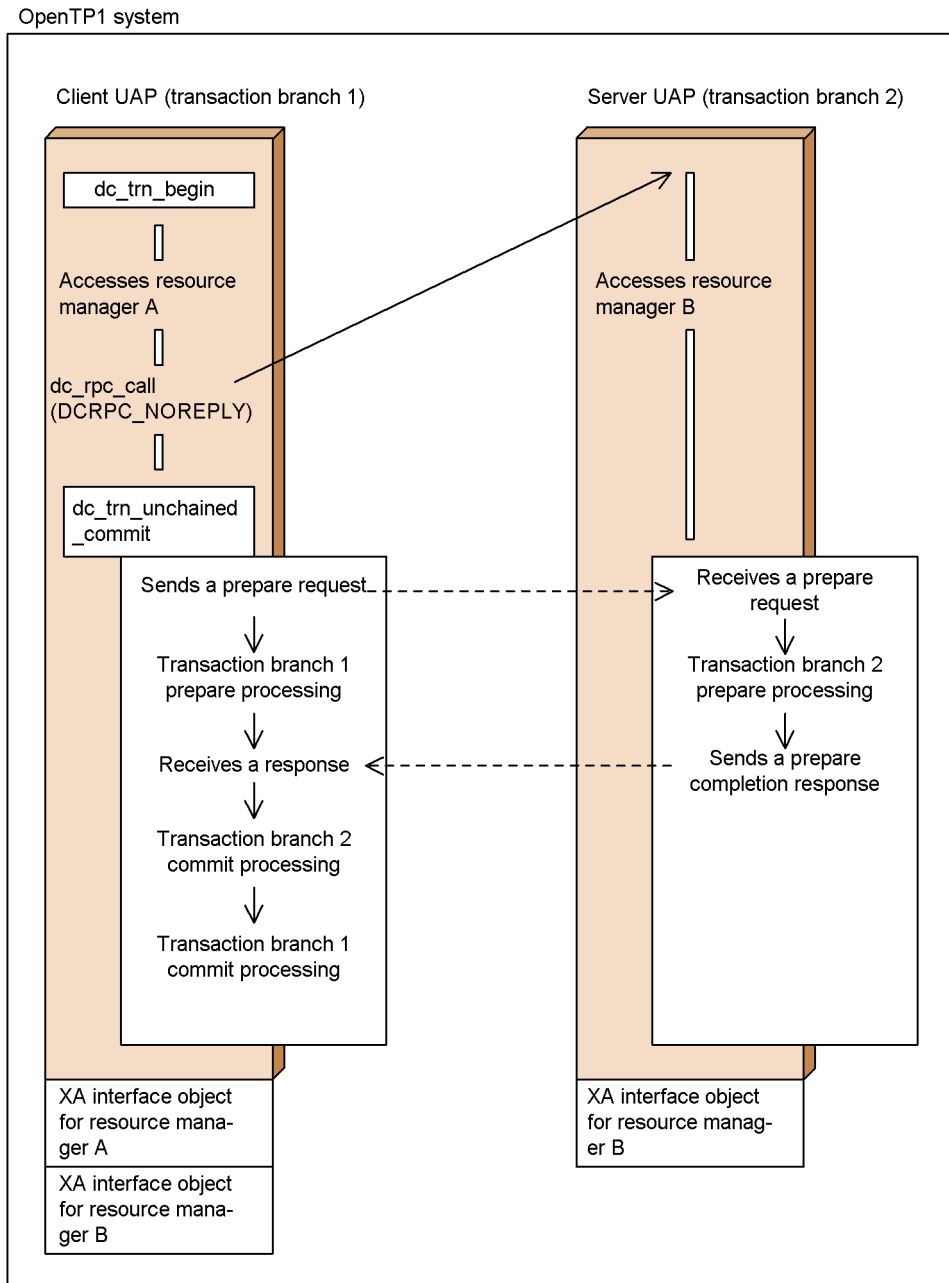 OpenTP1 system
Client UAP (transaction branch 1)
dc_trn_begin
Accesses resource
manager A
dc_rpc_call
(DCRPC_NOREPLY)
dc_trn_unchained
_commit
Sends a prepare request
Transaction branch 1
prepare processing
Receives a response
Transaction branch 2
commit processing
Transaction branch 1
commit processing
XA interface object
for resource mana-
ger A
XA interface object
for resource mana-
ger B
Server UAP (transaction branch 2)
Accesses resource
manager B
Receives a prepare
request
Transaction branch 2
prepare processing
Sends a prepare
completion response
XA interface object
for resource manag-
er B